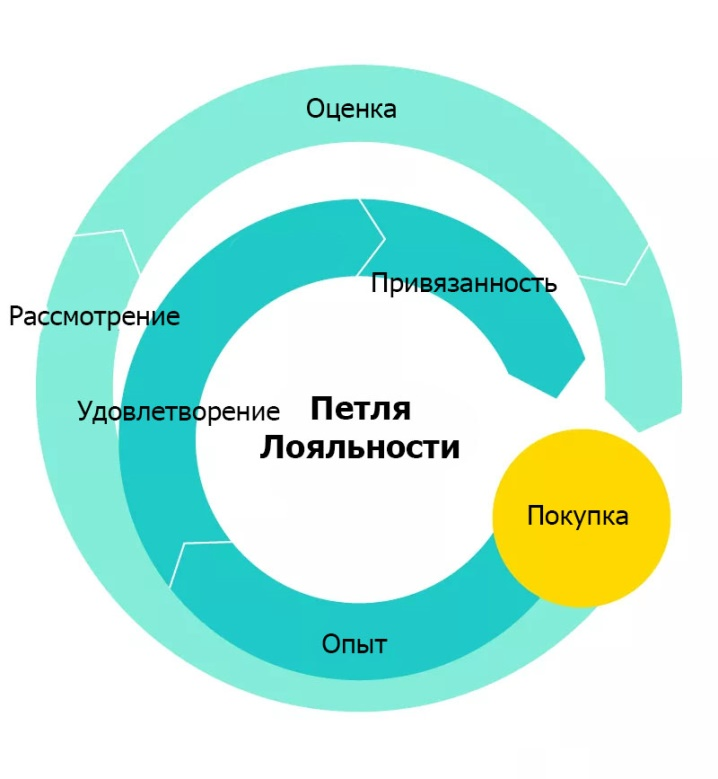 Оценка
Привязанность
Рассмотрение
Удовлетворение
Петля
Лояльности
Покупка
Опыт